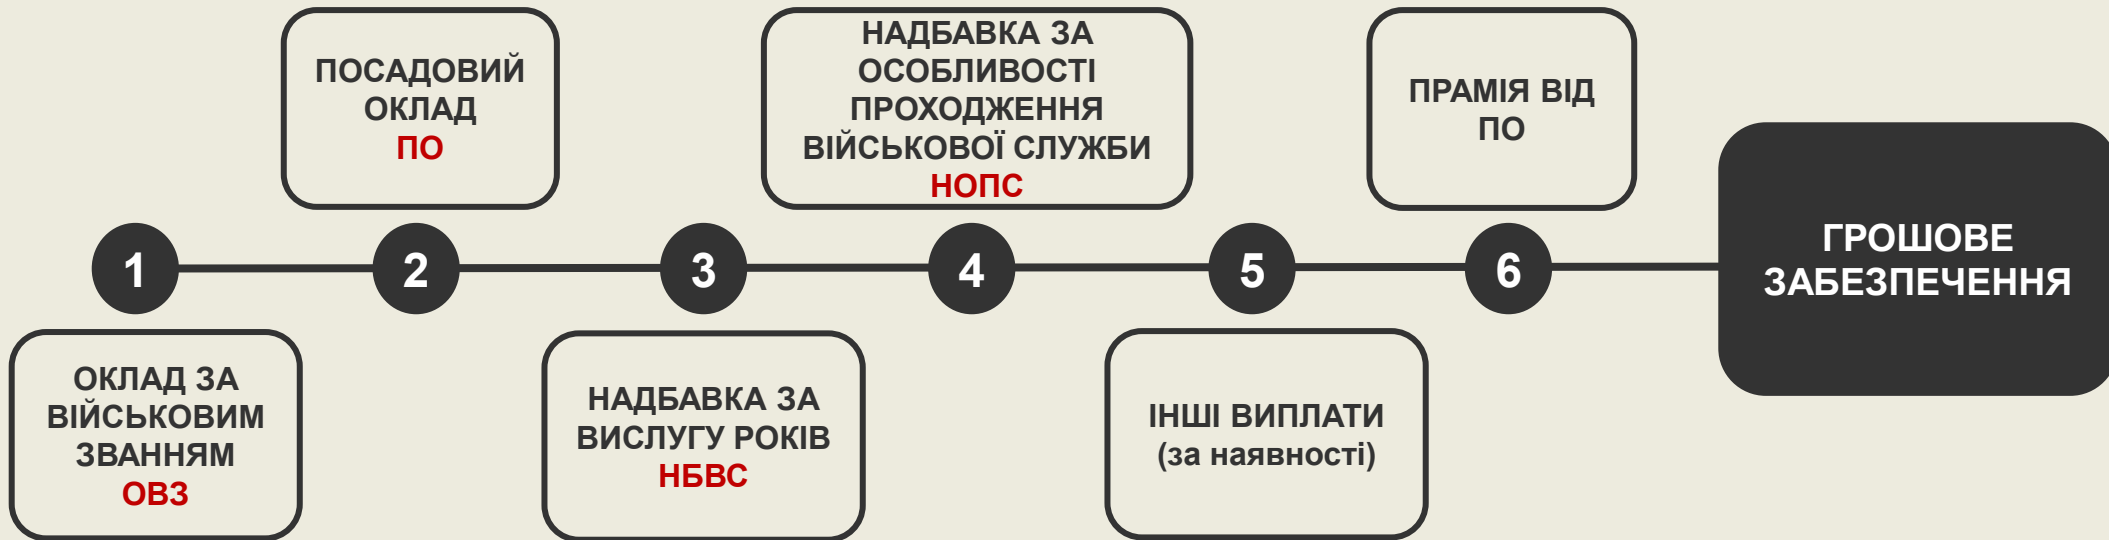 ПОСАДОВИЙ
ОКЛАД
ПО
НАДБАВКА ЗА
ОСОБЛИВОСТІ
ПРОХОДЖЕННЯ
ВІЙСЬКОВОЇ СЛУЖБИ
НОПС
ПРАМІЯ ВІД
ПО
1
2
3
4
5
6
ГРОШОВЕ
ЗАБЕЗПЕЧЕННЯ
ОКЛАД ЗА
ВІЙСЬКОВИМ
ЗВАННЯМ
ОВЗ
НАДБАВКА ЗА
ВИСЛУГУ РОКІВ
НБВС
ІНШІ ВИПЛАТИ
(за наявності)